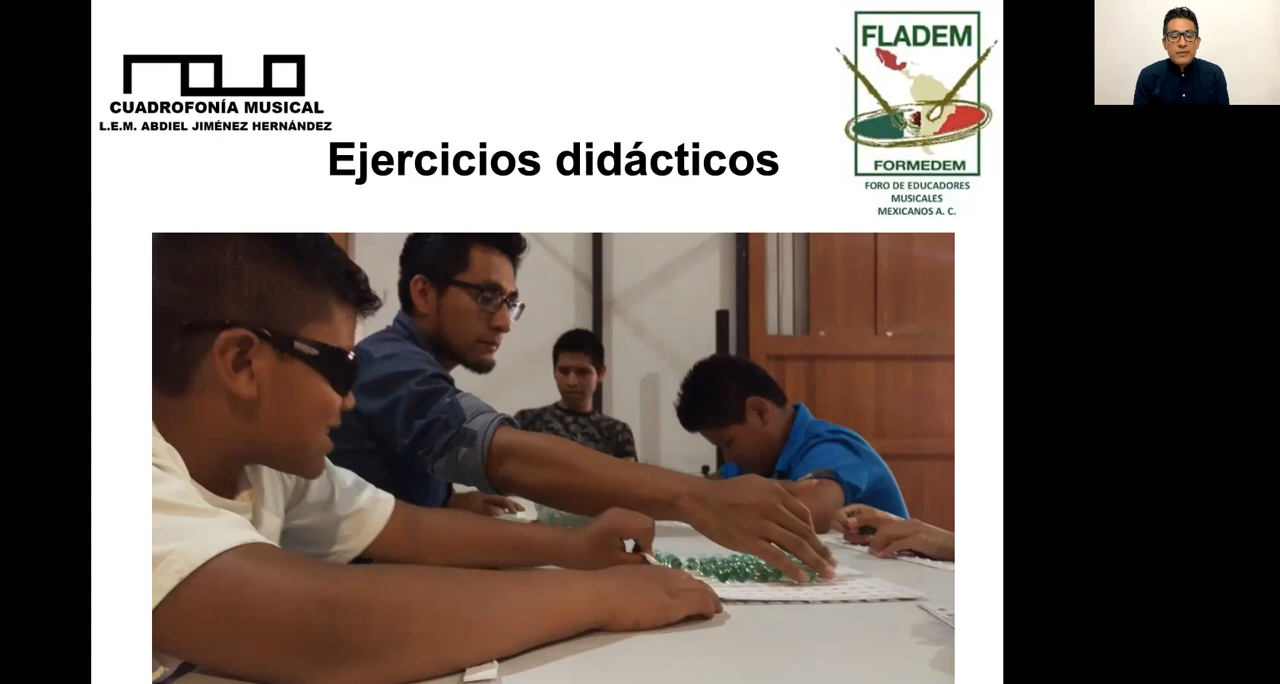 CUADROFONÍA MUSICAL
L.E.M. ABDIEL JIMÉNEZ HERNÁNDEZ
Ejercicios didácticos
FLADEM
FORMEDEM
FORO DE EDUCADORES
MUSICALES
MEXICANOS A. C.